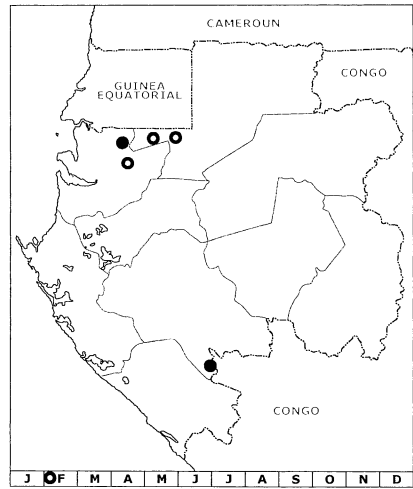 CAMEROUN
CONGO
GUINEA
EQUATORIAL
CONGO
J F M A M J J A S O N D